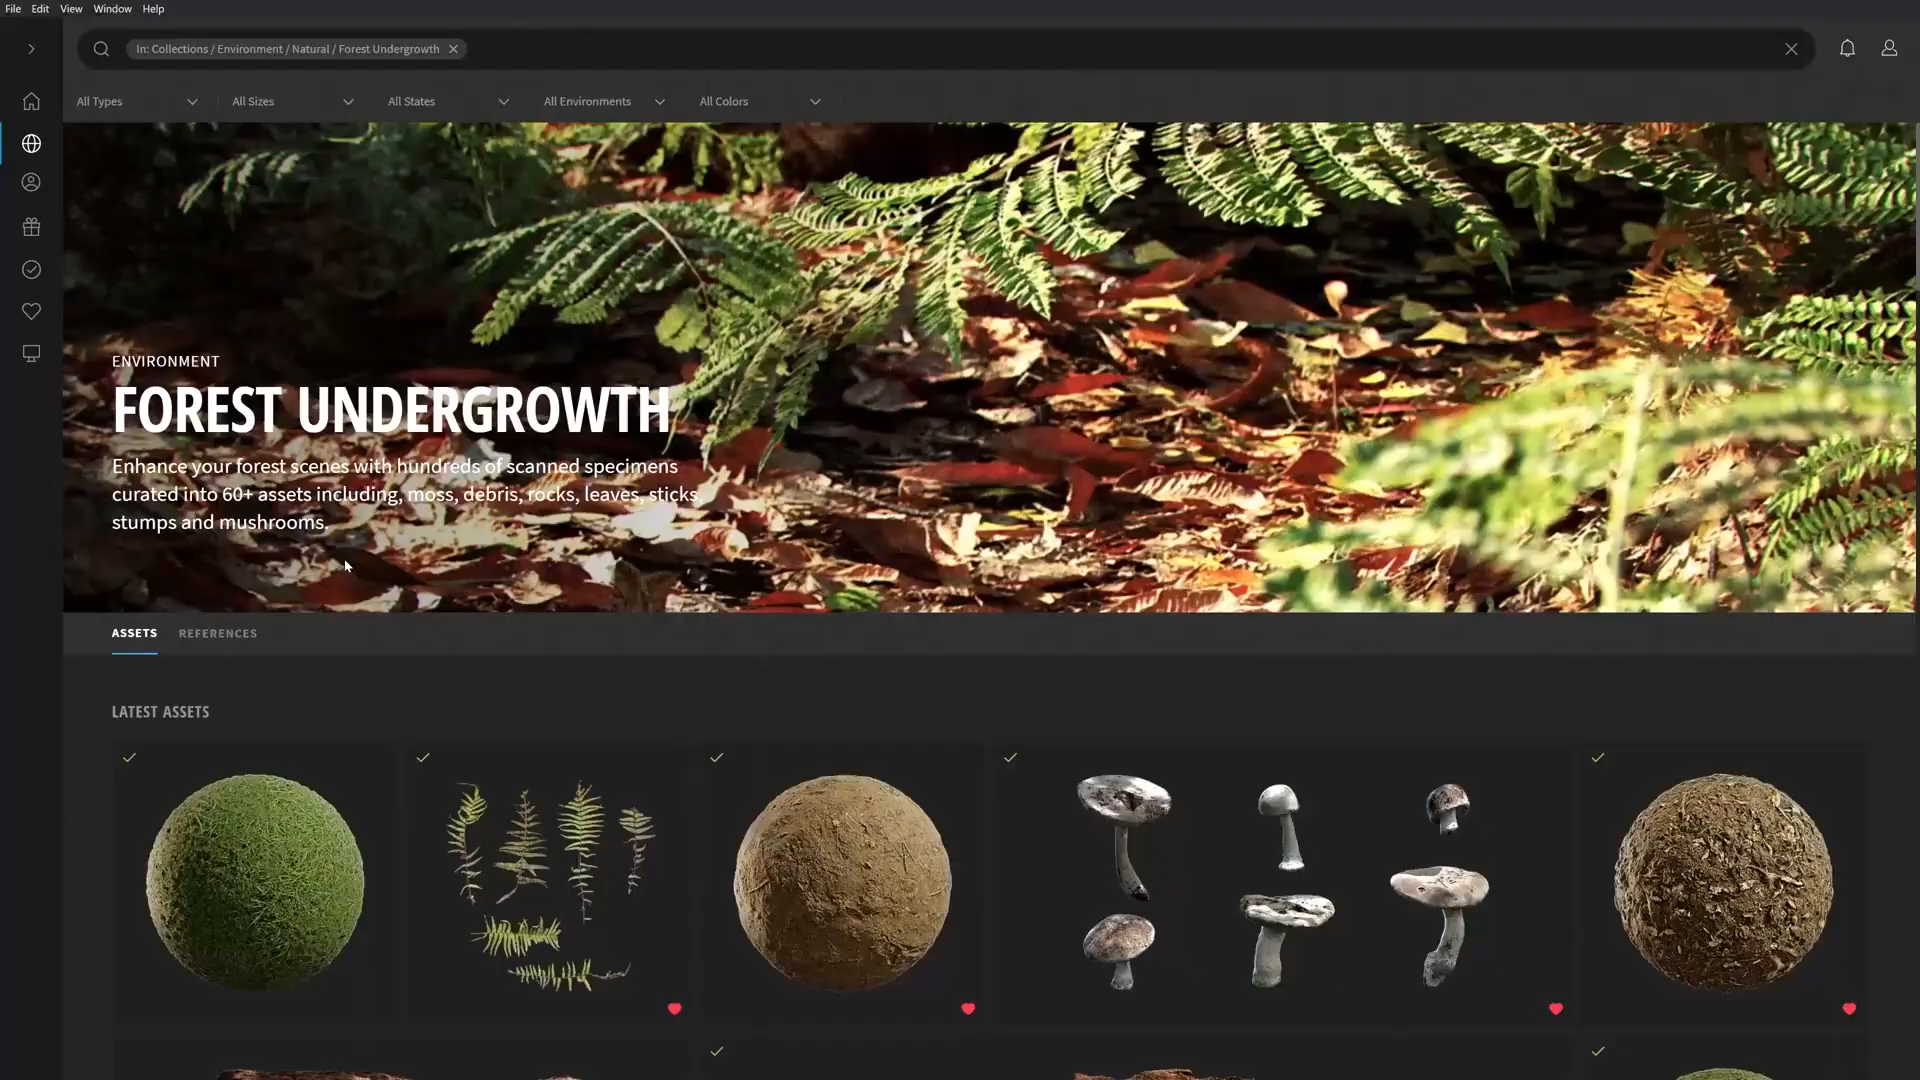 File Edit View Window Help
In: Collections / Environment / Natural / Forest Undergrowth
All Types All Sizes All States All Environments All Colors
ENVIRONMENT
FOREST UNDERGROWTH
Enhance your forest scenes with hundreds of scanned specimens
curated into 60+ assets including, moss, debris, rocks, leaves, sticks,
stumps and mushrooms.
ASSETS REFERENCES
LATEST ASSETS